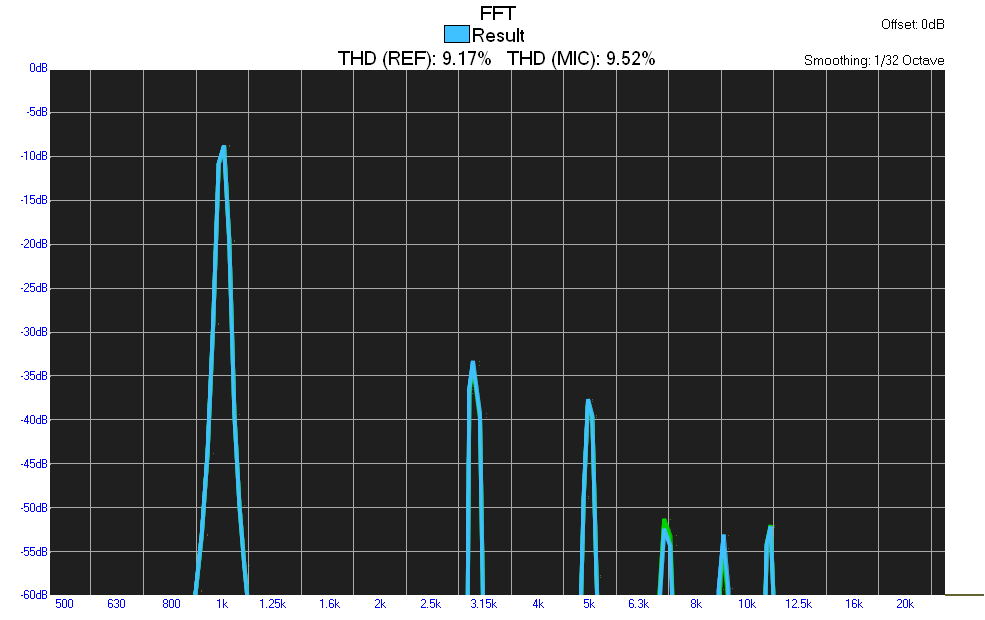 FFT
Offset: 0dB
Result
THD (REF): 9.17% THD (MIC): 9.52%
Smoothing: 1/32 Octave
0dB
-5dB
-10dB
-15dB
-20dB
-25dB
-30dB
-35dB
-40dB
-45dB
-50dB
-55dB
-60dB
500 630 800 1k 1.25k 1.6k 2k 2.5k 3.15k 4k 5k 6.3k 8k 10k 12.5k 16k 20k